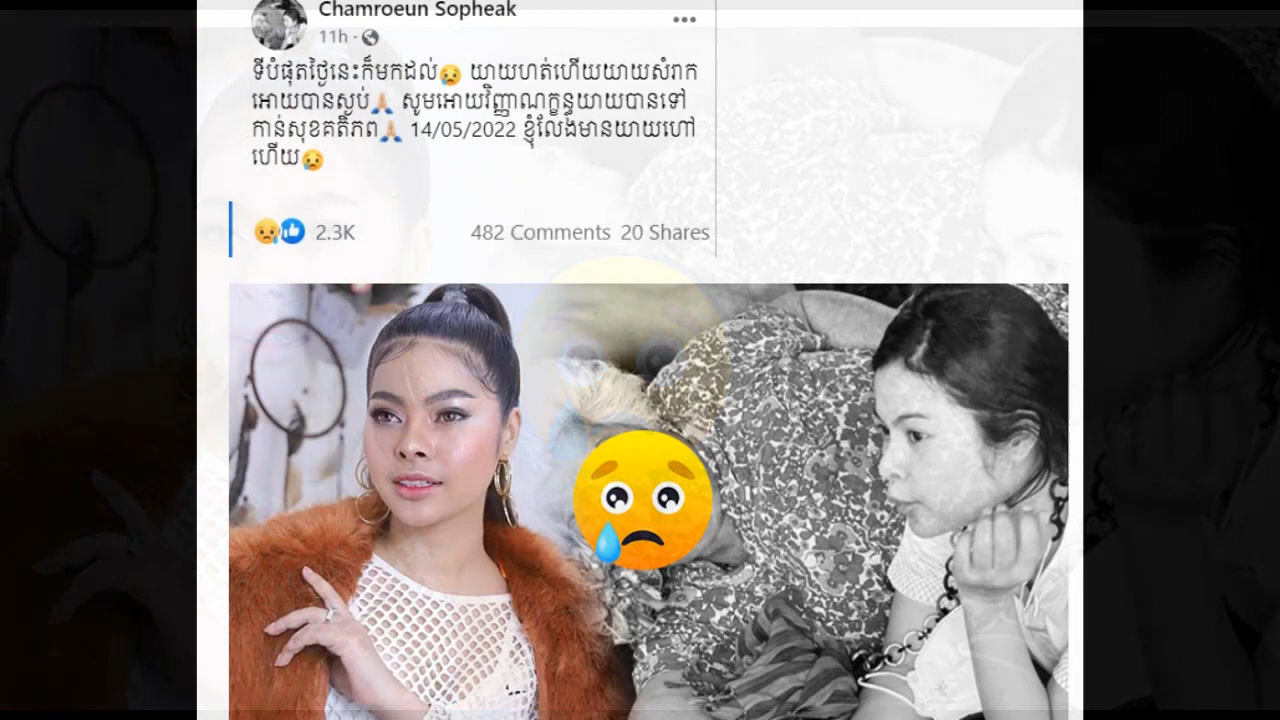 Chamroeun Sopheak
11h ·
ទីបំផុតថ្ងៃនេះក៏មកដល់😥 យាយហត់ហើយយាយសំរាក
អោយបានស្ងប់🙏🏻 សូមអោយវិញ្ញាណក្ខន្ធយាយបានទៅ
កាន់សុខគតិភព🙏🏻 14/05/2022 ខ្ញុំលែងមានយាយហៅ
ហើយ😥
2.3K 482 Comments 20 Shares